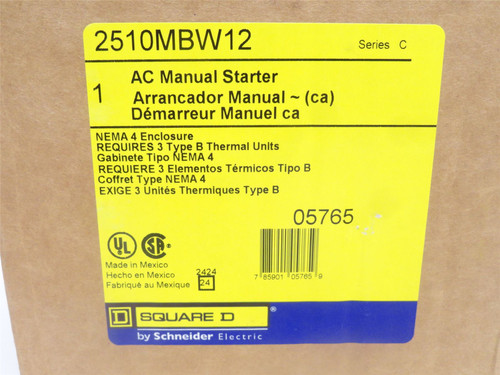 2510MBW12 Series C
1 AC Manual Starter
Arrancador Manual ~ (ca)
Démarreur Manuel ca
NEMA 4 Enclosure
REQUIRES 3 Type B Thermal Units
Gabinete Tipo NEMA 4
REQUIERE 3 Elementos Térmicos Tipo B
Coffret Type NEMA 4
EXIGE 3 Unités Thermiques Type B
05765
UL SA
Made in Mexico
Hecho en Mexico 2424
Fabriqué au Mexique 24
7 85901 05765 9
D SQUARE D
by Schneider Electric